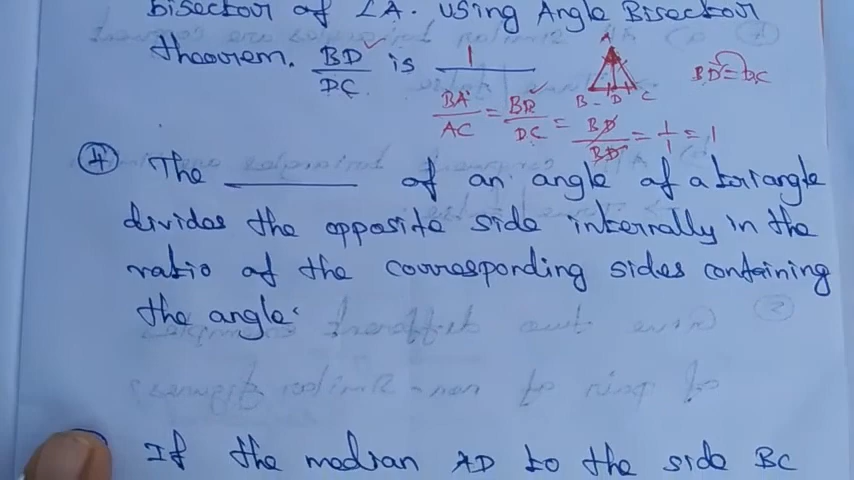 bisector of ∠A. Using Angle Bisector
theorem. BD/DC is 1
BA/AC = BD/DC = BD/BD = 1/1 = 1
A
B D C
BD = DC
④ The ______ of an angle of a triangle
divides the opposite side internally in the
ratio of the corresponding sides containing
the angle.
If the median AD to the side BC